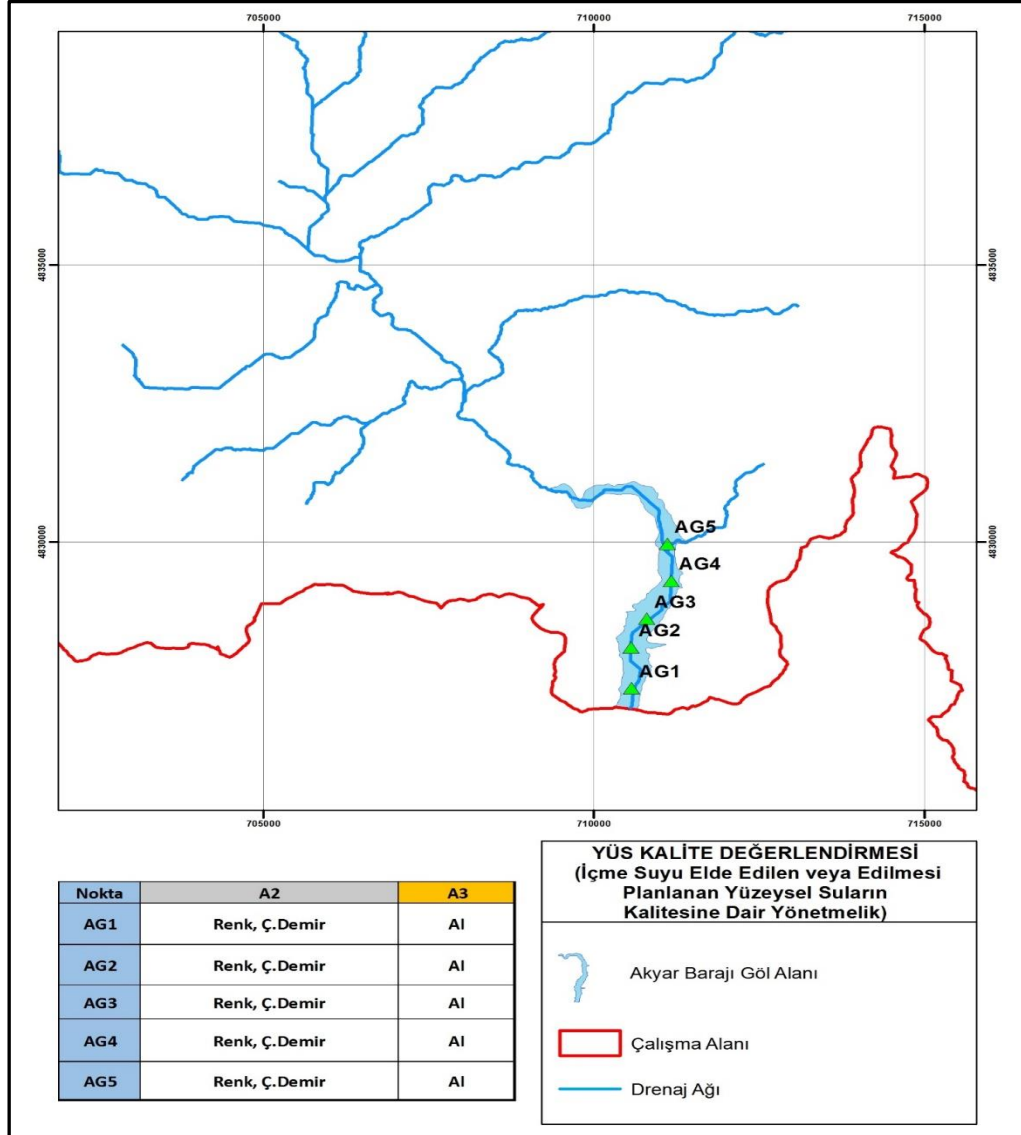 705000 710000 715000
4835000 4835000
AG5
4830000 4830000
AG4
AG3
AG2
AG1
705000 710000 715000
Nokta A2 A3
AG1 Renk, Ç.Demir Al
AG2 Renk, Ç.Demir Al
AG3 Renk, Ç.Demir Al
AG4 Renk, Ç.Demir Al
AG5 Renk, Ç.Demir Al
YÜS KALİTE DEĞERLENDİRMESİ
(İçme Suyu Elde Edilen veya Edilmesi
Planlanan Yüzeysel Suların
Kalitesine Dair Yönetmelik)
Akyar Barajı Göl Alanı
Çalışma Alanı
Drenaj Ağı